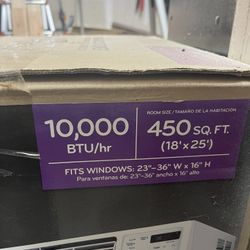 10,000
BTU/hr
ROOM SIZE / TAMAÑO DE LA HABITACIÓN
450 SQ. FT.
(18' x 25')
FITS WINDOWS: 23"–36" W x 16" H
Para ventanas de: 23"–36" ancho x 16" alto